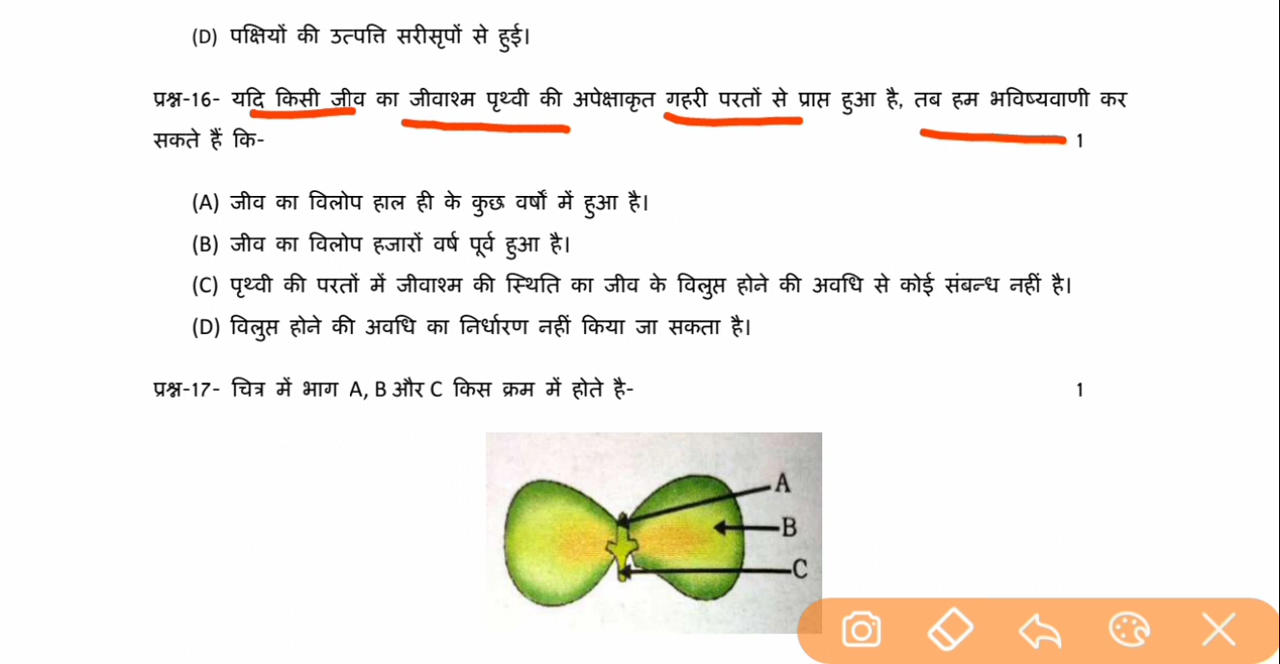 (D) पक्षियों की उत्पत्ति सरीसृपों से हुई।
प्रश्न-16- यदि किसी जीव का जीवाश्म पृथ्वी की अपेक्षाकृत गहरी परतों से प्राप्त हुआ है, तब हम भविष्यवाणी कर
सकते हैं कि- 1
(A) जीव का विलोप हाल ही के कुछ वर्षों में हुआ है।
(B) जीव का विलोप हजारों वर्ष पूर्व हुआ है।
(C) पृथ्वी की परतों में जीवाश्म की स्थिति का जीव के विलुप्त होने की अवधि से कोई संबन्ध नहीं है।
(D) विलुप्त होने की अवधि का निर्धारण नहीं किया जा सकता है।
प्रश्न-17- चित्र में भाग A, B और C किस क्रम में होते है- 1
A
B
C